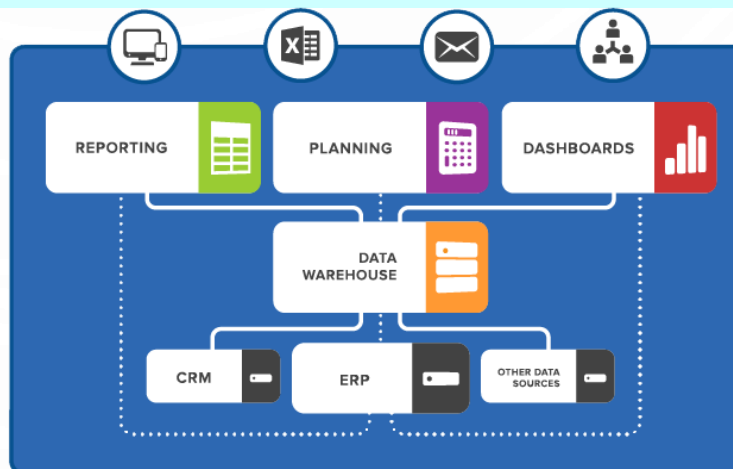 X
REPORTING
PLANNING
DASHBOARDS
DATA
WAREHOUSE
CRM
ERP
OTHER DATA
SOURCES